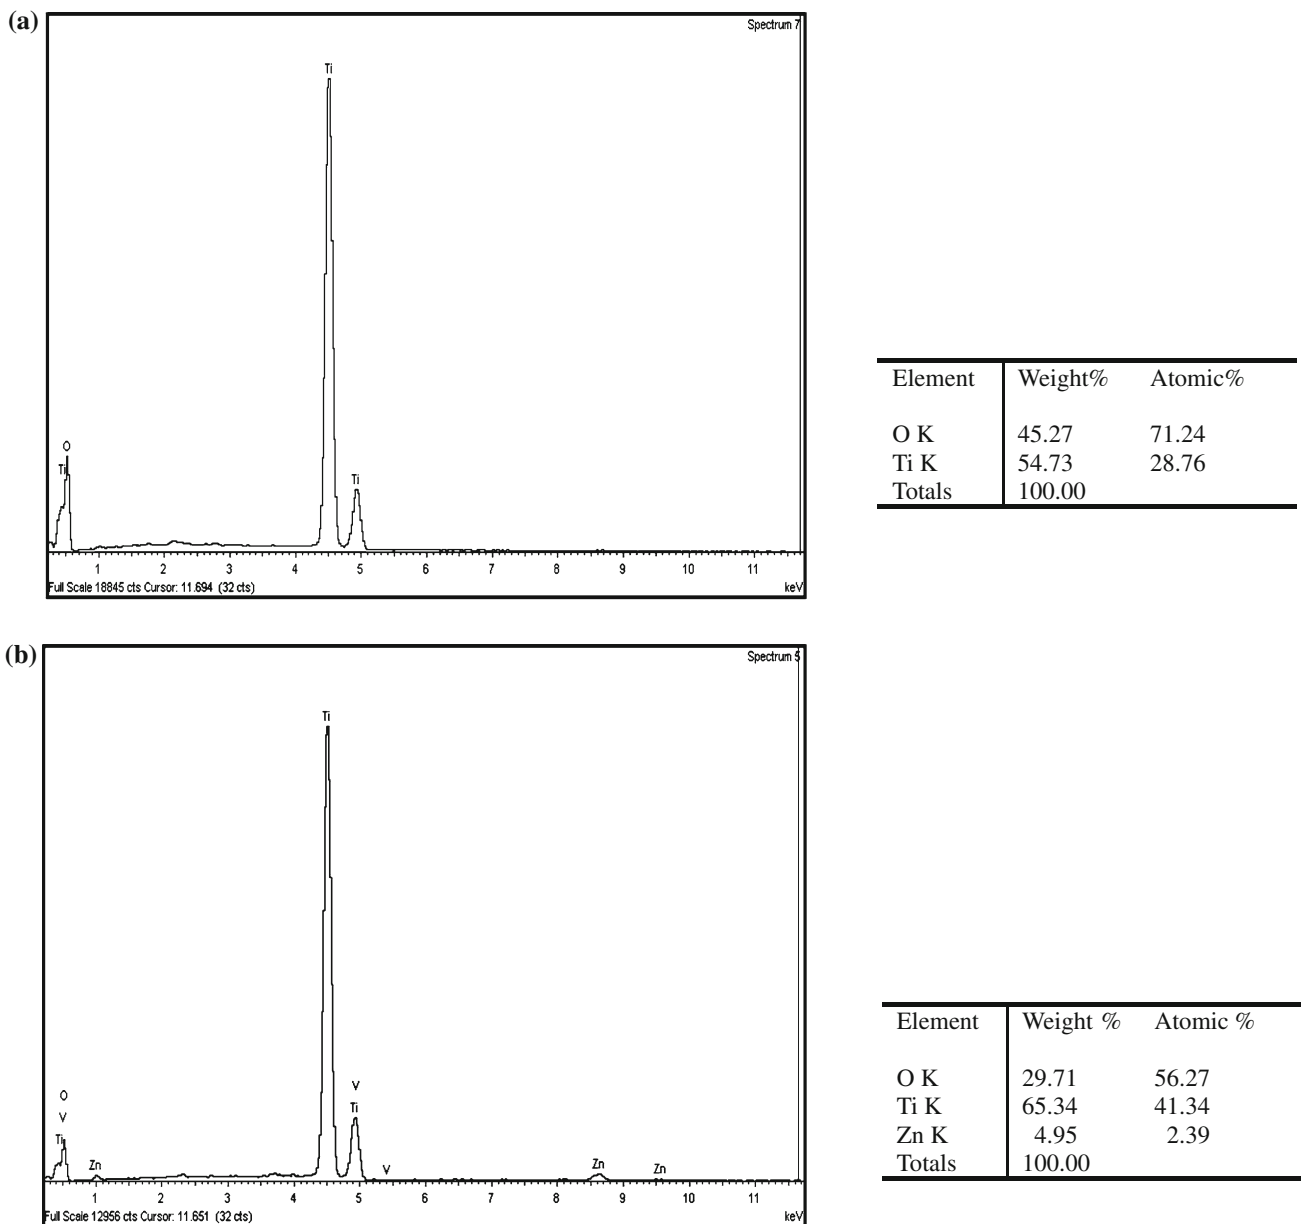 (a)
Spectrum 7
Ti
O
Ti
Ti
1 2 3 4 5 6 7 8 9 10 11
Full Scale 18845 cts Cursor: 11.694 (32 cts)
keV
Element Weight% Atomic%
O K 45.27 71.24
Ti K 54.73 28.76
Totals 100.00
(b)
Spectrum 5
Ti
O
V
Ti
V
Ti
Zn
V
Zn
Zn
1 2 3 4 5 6 7 8 9 10 11
Full Scale 12956 cts Cursor: 11.651 (32 cts)
keV
Element Weight % Atomic %
O K 29.71 56.27
Ti K 65.34 41.34
Zn K 4.95 2.39
Totals 100.00